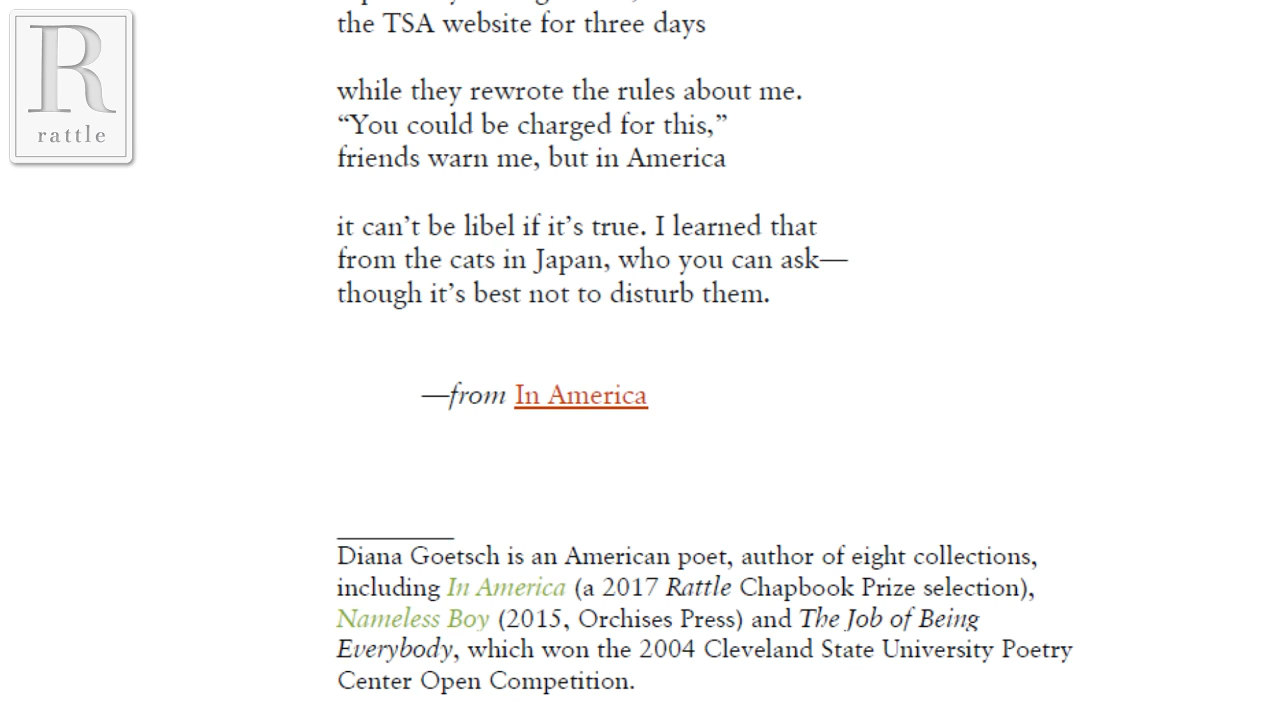 R
rattle
the TSA website for three days
while they rewrote the rules about me.
“You could be charged for this,”
friends warn me, but in America
it can’t be libel if it’s true. I learned that
from the cats in Japan, who you can ask—
though it’s best not to disturb them.
—from In America
Diana Goetsch is an American poet, author of eight collections,
including In America (a 2017 Rattle Chapbook Prize selection),
Nameless Boy (2015, Orchises Press) and The Job of Being
Everybody, which won the 2004 Cleveland State University Poetry
Center Open Competition.